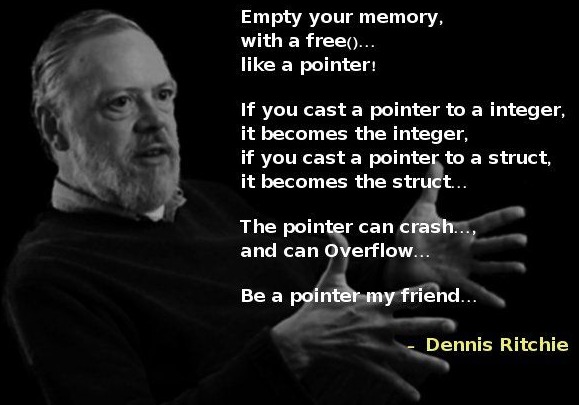 Empty your memory,
with a free()...
like a pointer!
If you cast a pointer to a integer,
it becomes the integer,
if you cast a pointer to a struct,
it becomes the struct...
The pointer can crash...,
and can Overflow...
Be a pointer my friend...
- Dennis Ritchie